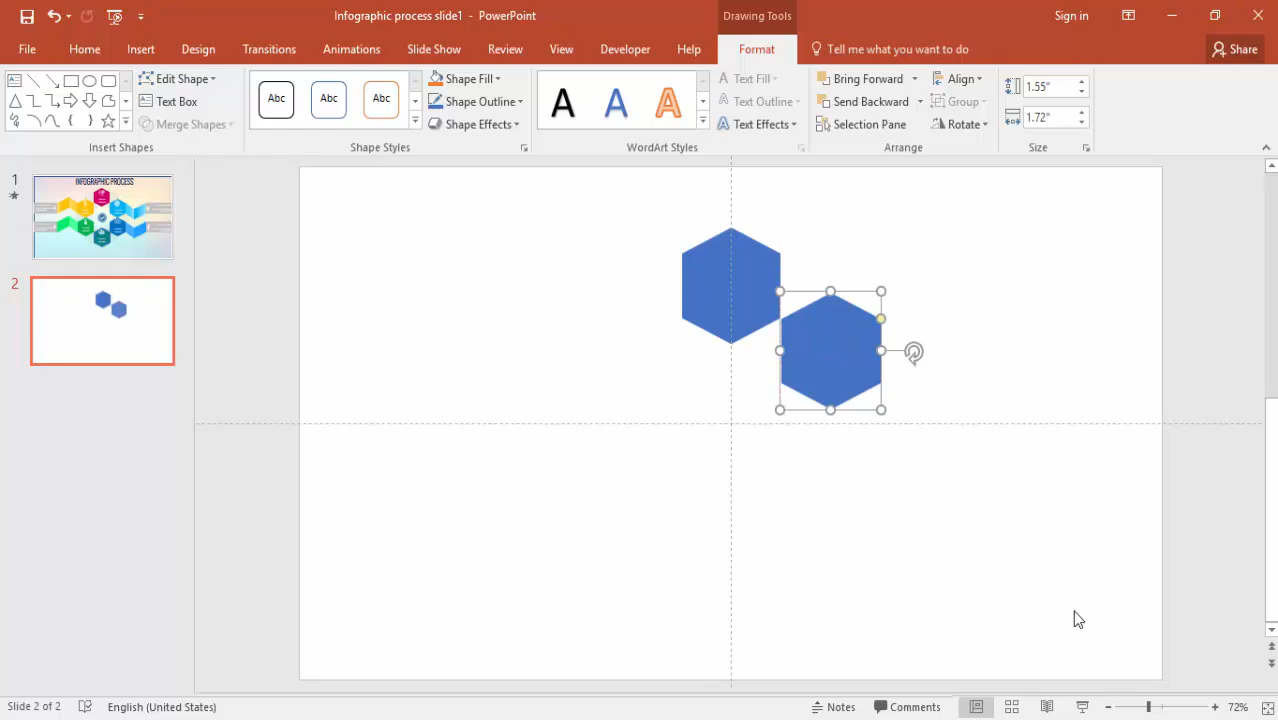 Infographic process slide1 - PowerPoint
Drawing Tools
Sign in
File
Home
Insert
Design
Transitions
Animations
Slide Show
Review
View
Developer
Help
Format
Tell me what you want to do
Share
Edit Shape
Text Box
Merge Shapes
Insert Shapes
Abc
Abc
Abc
Shape Fill
Shape Outline
Shape Effects
Shape Styles
A
A
A
A Text Fill
A Text Outline
A Text Effects
WordArt Styles
Bring Forward
Send Backward
Selection Pane
Align
Group
Rotate
Arrange
1.55"
1.72"
Size
1
INFOGRAPHIC PROCESS
2
Slide 2 of 2
English (United States)
Notes
Comments
72%